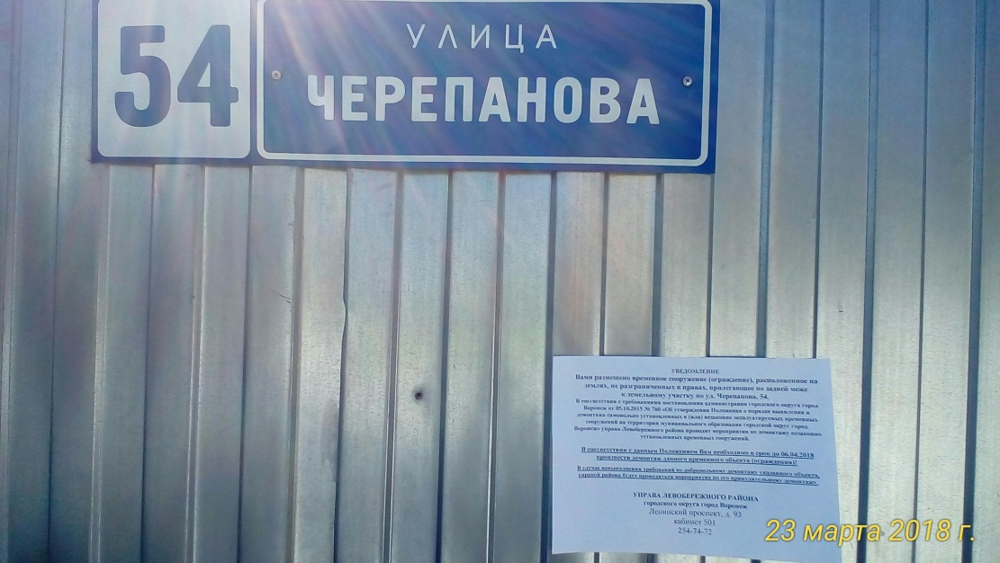 54
УЛИЦА
ЧЕРЕПАНОВА
УВЕДОМЛЕНИЕ
Вами размещено временное сооружение (ограждение), расположенное на
землях, не разграниченных в правах, прилегающее по задней меже
к земельному участку по ул. Черепанова, 54.
В соответствии с требованиями постановления администрации городского округа город
Воронеж от 05.10.2015 № 760 «Об утверждении Положения о порядке выявления и
демонтажа самовольно установленных и (или) незаконно эксплуатируемых временных
сооружений на территории муниципального образования городской округ город
Воронеж» управа Левобережного района проводит мероприятия по демонтажу незаконно
установленных временных сооружений.
В соответствии с данным Положением Вам необходимо в срок до 06.04.2018
произвести демонтаж данного временного объекта (ограждения)!
В случае невыполнения требований по добровольному демонтажу указанного объекта,
управой района будут проводиться мероприятия по его принудительному демонтажу.
УПРАВА ЛЕВОБЕРЕЖНОГО РАЙОНА
городского округа город Воронеж
Ленинский проспект, д. 93
кабинет 501
254-74-72
23 марта 2018 г.